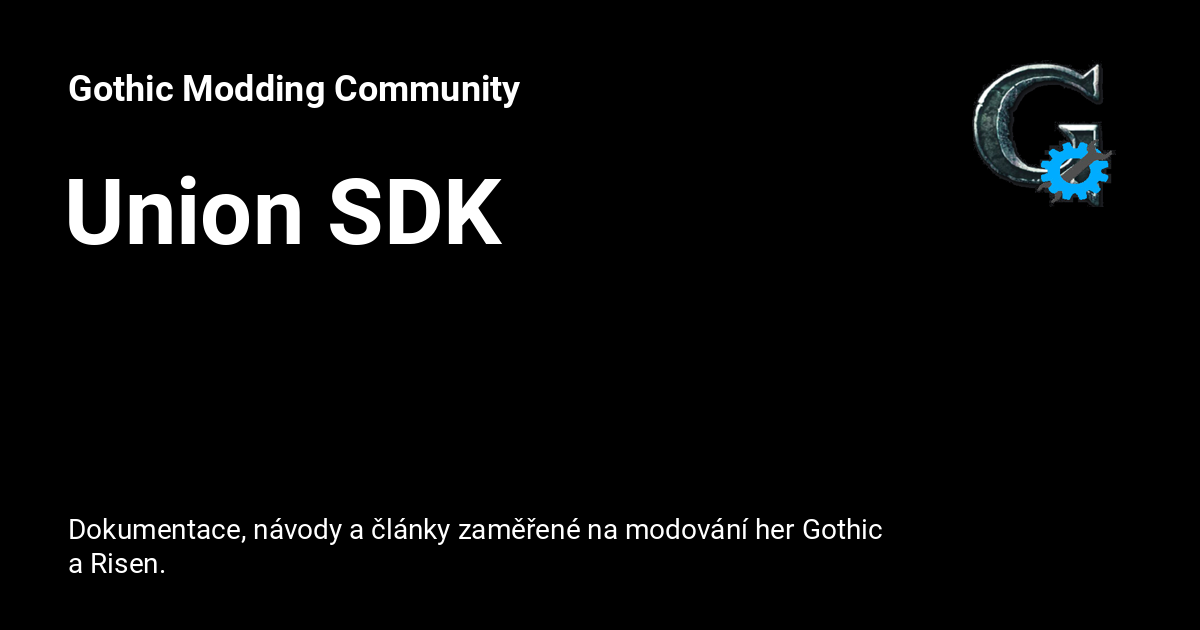 Gothic Modding Community
Union SDK
G
Dokumentace, návody a články zaměřené na modování her Gothic
a Risen.